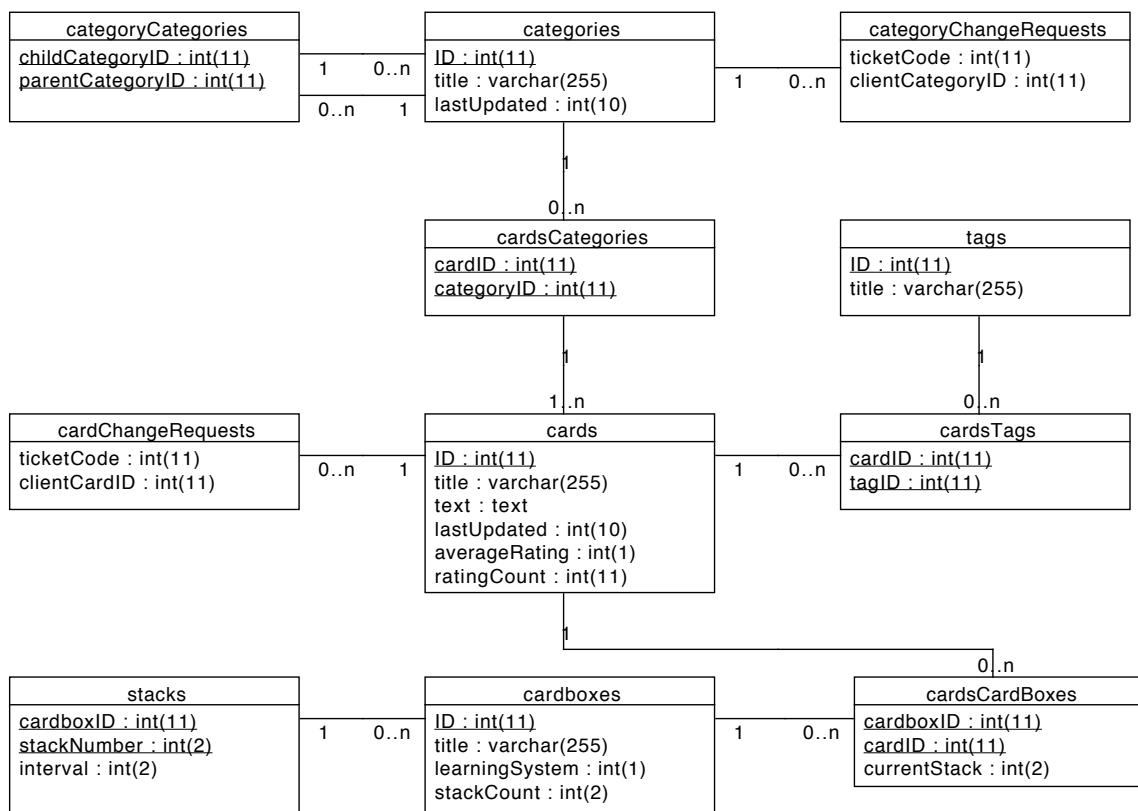 categoryCategories
childCategoryID : int(11)
parentCategoryID : int(11)
1 0..n
0..n 1
categories
ID : int(11)
title : varchar(255)
lastUpdated : int(10)
1 0..n
categoryChangeRequests
ticketCode : int(11)
clientCategoryID : int(11)
1
0..n
cardsCategories
cardID : int(11)
categoryID : int(11)
tags
ID : int(11)
title : varchar(255)
1
1..n
1
0..n
cardChangeRequests
ticketCode : int(11)
clientCardID : int(11)
0..n 1
cards
ID : int(11)
title : varchar(255)
text : text
lastUpdated : int(10)
averageRating : int(1)
ratingCount : int(11)
1 0..n
cardsTags
cardID : int(11)
tagID : int(11)
1
0..n
stacks
cardboxID : int(11)
stackNumber : int(2)
interval : int(2)
1 0..n
cardboxes
ID : int(11)
title : varchar(255)
learningSystem : int(1)
stackCount : int(2)
1 0..n
cardsCardBoxes
cardboxID : int(11)
cardID : int(11)
currentStack : int(2)